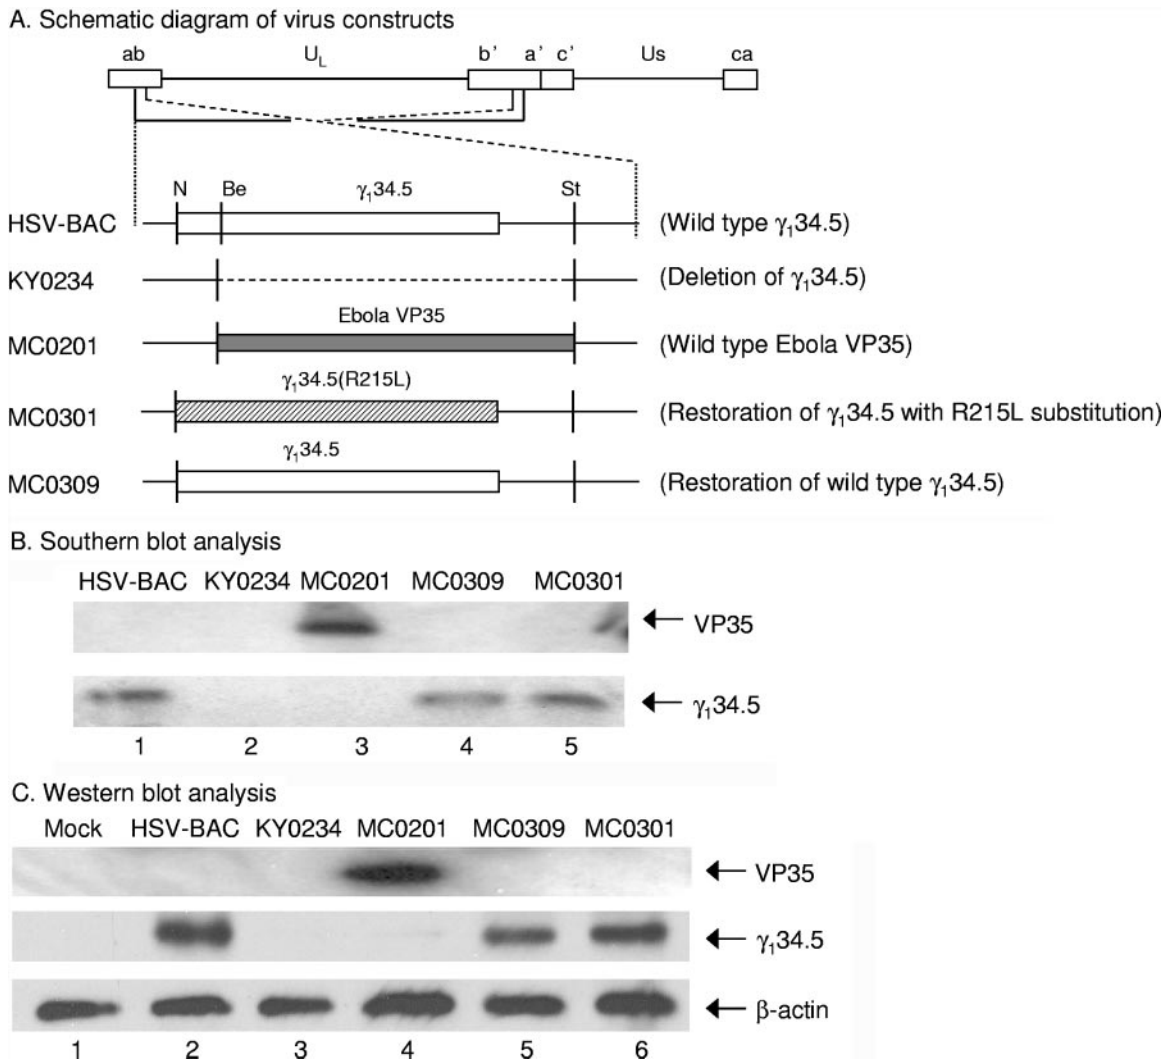 A. Schematic diagram of virus constructs
ab U_L b' a' c' Us ca
N Be γ₁34.5 St
HSV-BAC (Wild type γ₁34.5)
KY0234 (Deletion of γ₁34.5)
Ebola VP35
MC0201 (Wild type Ebola VP35)
γ₁34.5(R215L)
MC0301 (Restoration of γ₁34.5 with R215L substitution)
γ₁34.5
MC0309 (Restoration of wild type γ₁34.5)
B. Southern blot analysis
HSV-BAC KY0234 MC0201 MC0309 MC0301
VP35
γ₁34.5
1 2 3 4 5
C. Western blot analysis
Mock HSV-BAC KY0234 MC0201 MC0309 MC0301
VP35
γ₁34.5
β-actin
1 2 3 4 5 6